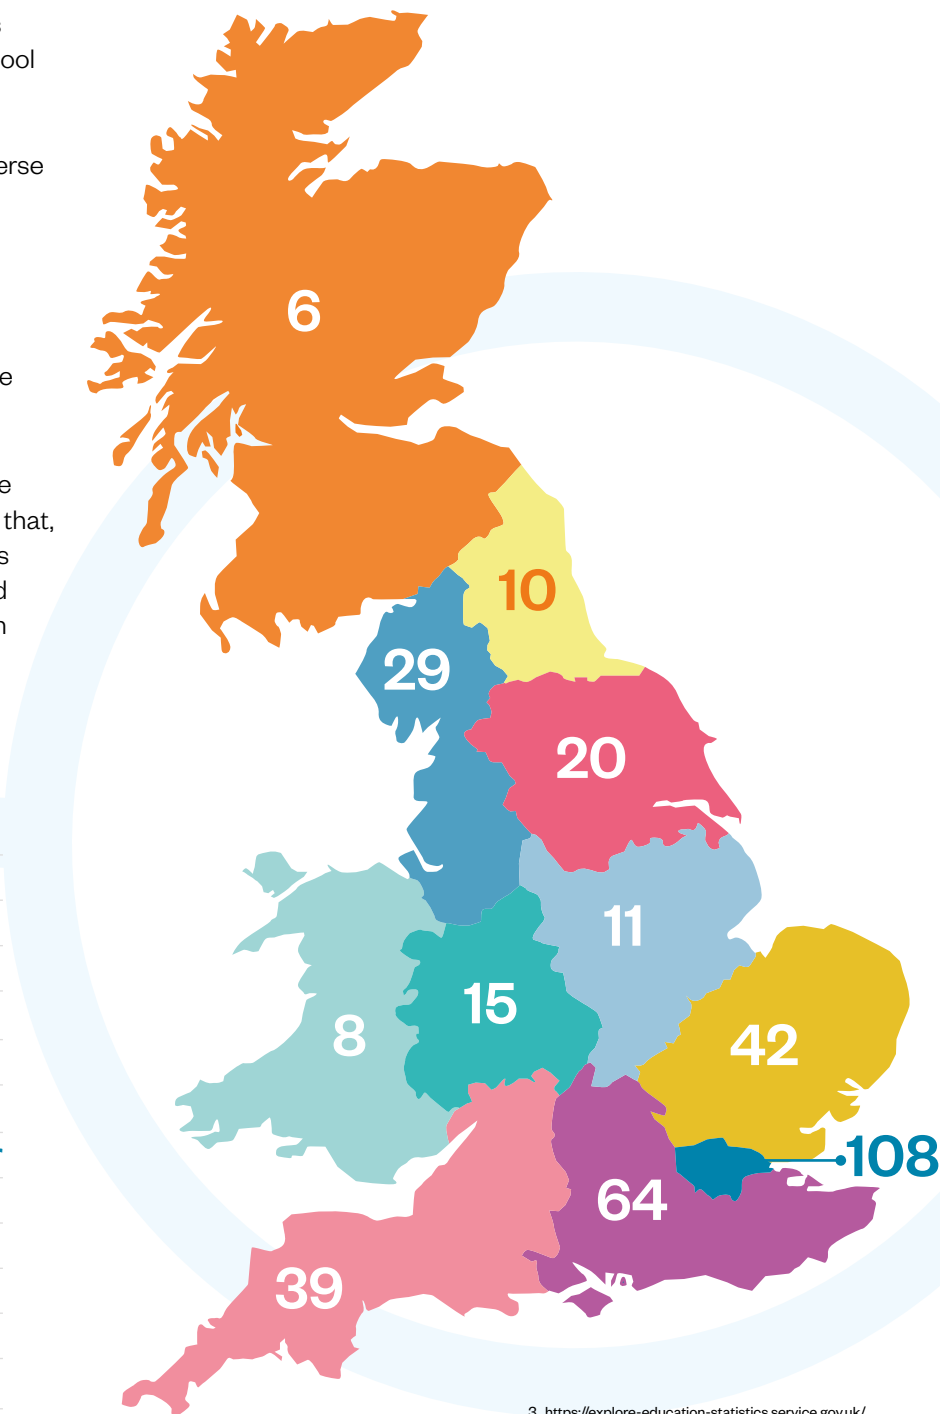 ool
erse
e
e
that,
s
d
n
6
10
29
20
11
15
8
42
108
64
39
3 https://explore-education-statistics.service.gov.uk/